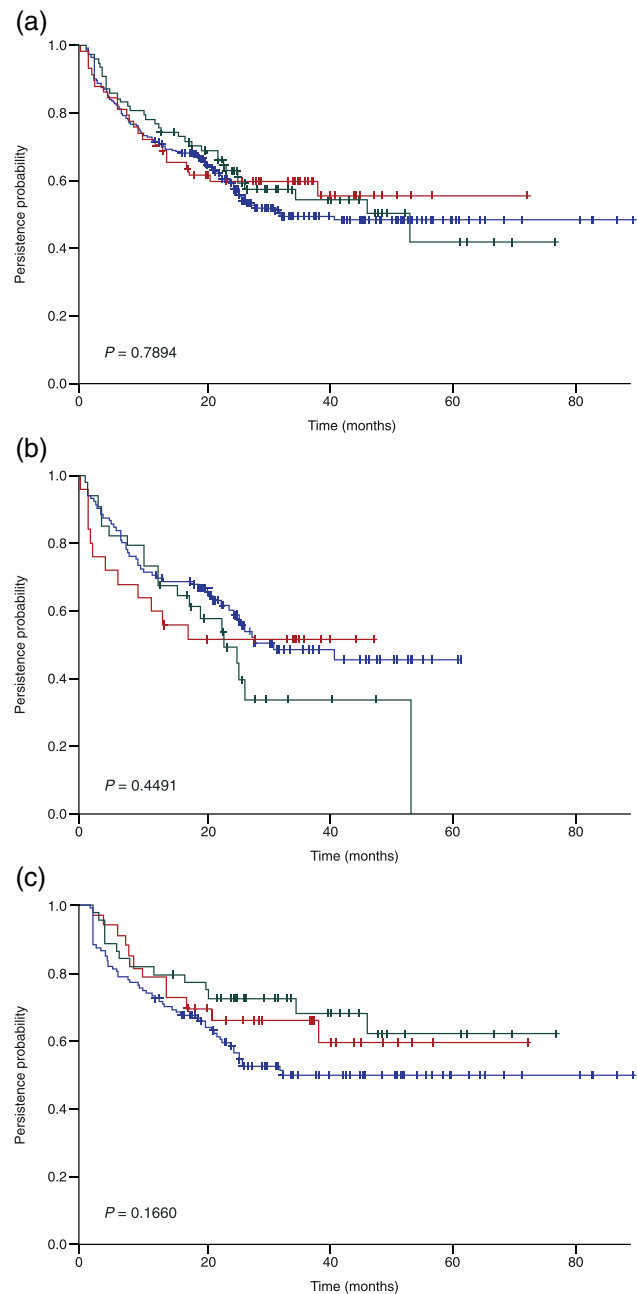 (a)
1.0
0.8
0.6
0.4
0.2
0.0
Persistence probability
P = 0.7894
0 20 40 60 80
Time (months)
(b)
1.0
0.8
0.6
0.4
0.2
0.0
Persistence probability
P = 0.4491
0 20 40 60 80
Time (months)
(c)
1.0
0.8
0.6
0.4
0.2
0.0
Persistence probability
P = 0.1660
0 20 40 60 80
Time (months)